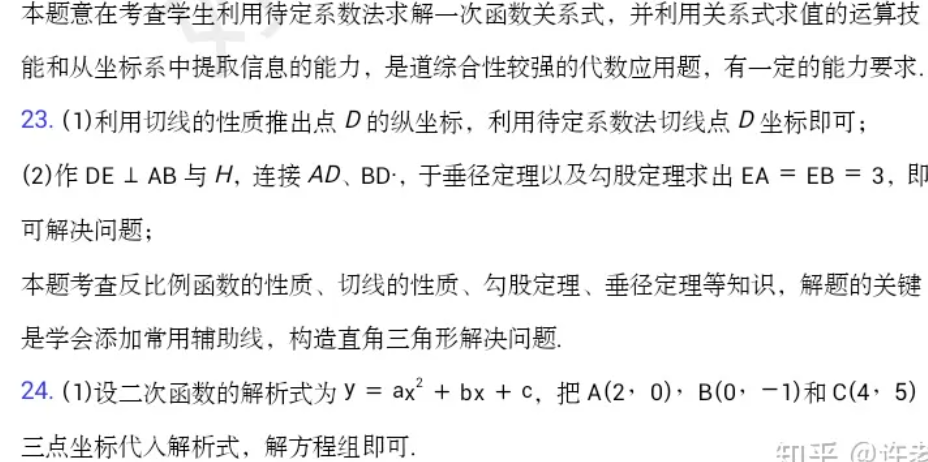 本题意在考查学生利用待定系数法求解一次函数关系式，并利用关系式求值的运算技
能和从坐标系中提取信息的能力，是道综合性较强的代数应用题，有一定的能力要求.
23. (1)利用切线的性质推出点 D 的纵坐标，利用待定系数法切线点 D 坐标即可；
(2)作 DE ⊥ AB 与 H，连接 AD、BD·，于垂径定理以及勾股定理求出 EA = EB = 3，即
可解决问题；
本题考查反比例函数的性质、切线的性质、勾股定理、垂径定理等知识，解题的关键
是学会添加常用辅助线，构造直角三角形解决问题.
24. (1)设二次函数的解析式为 y = ax² + bx + c，把 A(2，0)，B(0，−1)和 C(4，5)
三点坐标代入解析式，解方程组即可.
知乎 @许老